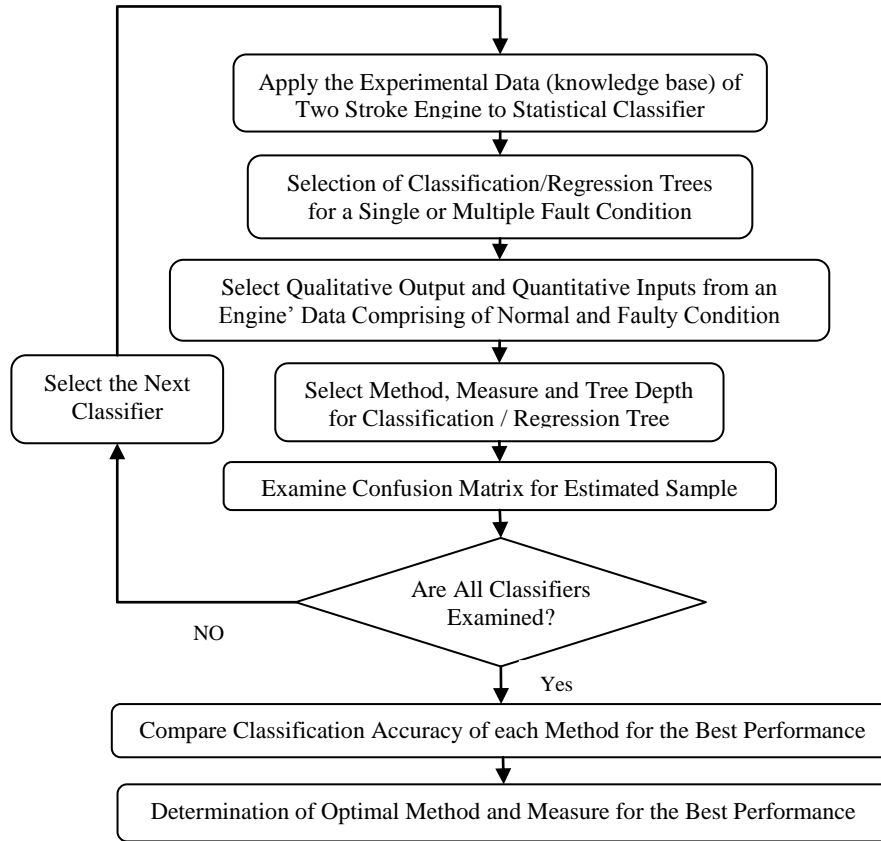 Apply the Experimental Data (knowledge base) of
Two Stroke Engine to Statistical Classifier
Selection of Classification/Regression Trees
for a Single or Multiple Fault Condition
Select Qualitative Output and Quantitative Inputs from an
Engine’ Data Comprising of Normal and Faulty Condition
Select the Next
Classifier
Select Method, Measure and Tree Depth
for Classification / Regression Tree
Examine Confusion Matrix for Estimated Sample
Are All Classifiers
Examined?
NO
Yes
Compare Classification Accuracy of each Method for the Best Performance
Determination of Optimal Method and Measure for the Best Performance